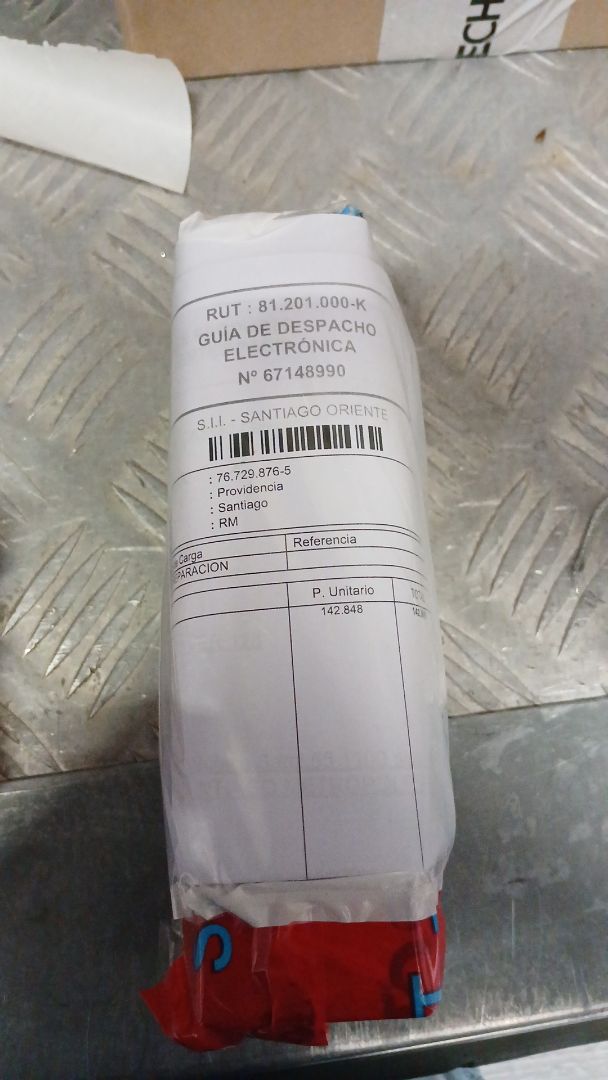 ECH
RUT : 81.201.000-K
GUÍA DE DESPACHO
ELECTRÓNICA
Nº 67148990
S.I.I. - SANTIAGO ORIENTE
: 76.729.876-5
: Providencia
: Santiago
: RM
Carga Referencia
PARACION
P. Unitario
142.848
S